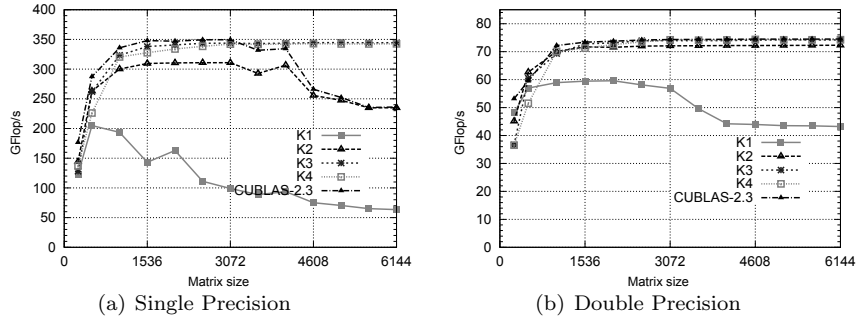 400
350
300
250
200
150
100
50
0
GFlop/s
K1
K2
K3
K4
CUBLAS-2.3
0 1536 3072 4608 6144
Matrix size
(a) Single Precision
80
70
60
50
40
30
20
10
0
GFlop/s
K1
K2
K3
K4
CUBLAS-2.3
0 1536 3072 4608 6144
Matrix size
(b) Double Precision